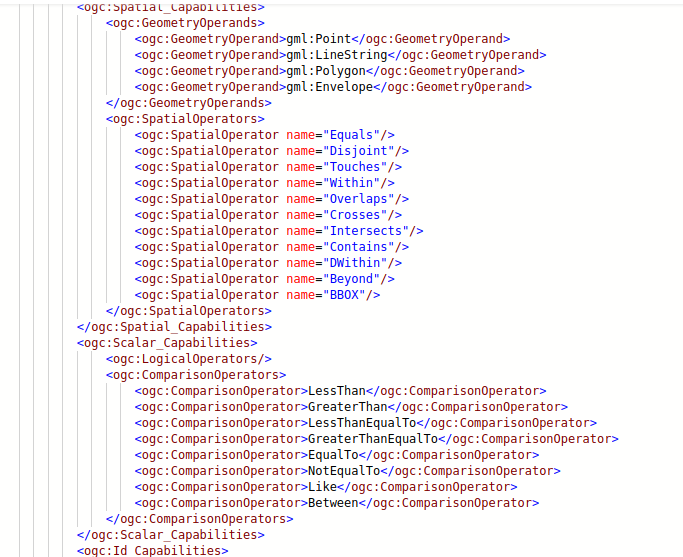 <ogc:Spatial_Capabilities>
<ogc:GeometryOperands>
<ogc:GeometryOperand>gml:Point</ogc:GeometryOperand>
<ogc:GeometryOperand>gml:LineString</ogc:GeometryOperand>
<ogc:GeometryOperand>gml:Polygon</ogc:GeometryOperand>
<ogc:GeometryOperand>gml:Envelope</ogc:GeometryOperand>
</ogc:GeometryOperands>
<ogc:SpatialOperators>
<ogc:SpatialOperator name="Equals"/>
<ogc:SpatialOperator name="Disjoint"/>
<ogc:SpatialOperator name="Touches"/>
<ogc:SpatialOperator name="Within"/>
<ogc:SpatialOperator name="Overlaps"/>
<ogc:SpatialOperator name="Crosses"/>
<ogc:SpatialOperator name="Intersects"/>
<ogc:SpatialOperator name="Contains"/>
<ogc:SpatialOperator name="DWithin"/>
<ogc:SpatialOperator name="Beyond"/>
<ogc:SpatialOperator name="BBOX"/>
</ogc:SpatialOperators>
</ogc:Spatial_Capabilities>
<ogc:Scalar_Capabilities>
<ogc:LogicalOperators/>
<ogc:ComparisonOperators>
<ogc:ComparisonOperator>LessThan</ogc:ComparisonOperator>
<ogc:ComparisonOperator>GreaterThan</ogc:ComparisonOperator>
<ogc:ComparisonOperator>LessThanEqualTo</ogc:ComparisonOperator>
<ogc:ComparisonOperator>GreaterThanEqualTo</ogc:ComparisonOperator>
<ogc:ComparisonOperator>EqualTo</ogc:ComparisonOperator>
<ogc:ComparisonOperator>NotEqualTo</ogc:ComparisonOperator>
<ogc:ComparisonOperator>Like</ogc:ComparisonOperator>
<ogc:ComparisonOperator>Between</ogc:ComparisonOperator>
</ogc:ComparisonOperators>
</ogc:Scalar_Capabilities>
<ogc:Id_Capabilities>